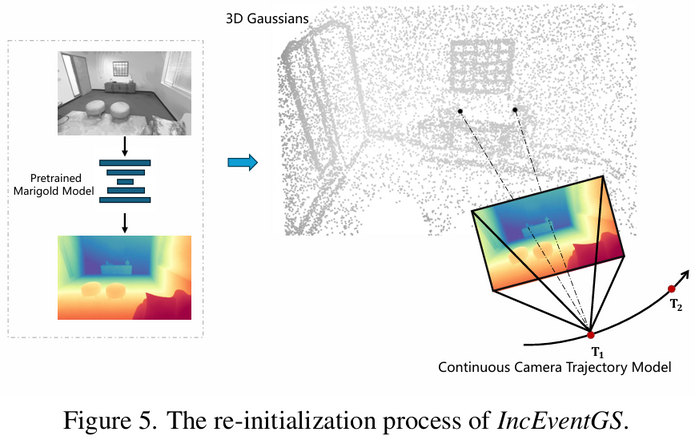 3D Gaussians
Pretrained
Marigold Model
T₁
T₂
Continuous Camera Trajectory Model
Figure 5. The re-initialization process of IncEventGS.